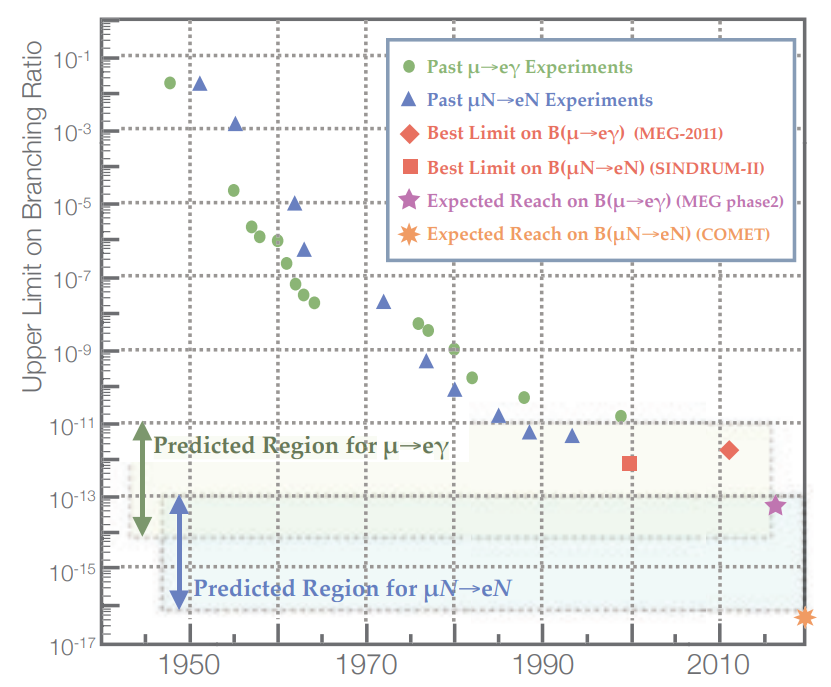 Upper Limit on Branching Ratio
10-1
10-3
10-5
10-7
10-9
10-11
10-13
10-15
10-17
Past μ→eγ Experiments
Past μN→eN Experiments
Best Limit on B(μ→eγ) (MEG-2011)
Best Limit on B(μN→eN) (SINDRUM-II)
Expected Reach on B(μ→eγ) (MEG phase2)
Expected Reach on B(μN→eN) (COMET)
Predicted Region for μ→eγ
Predicted Region for μN→eN
1950 1970 1990 2010